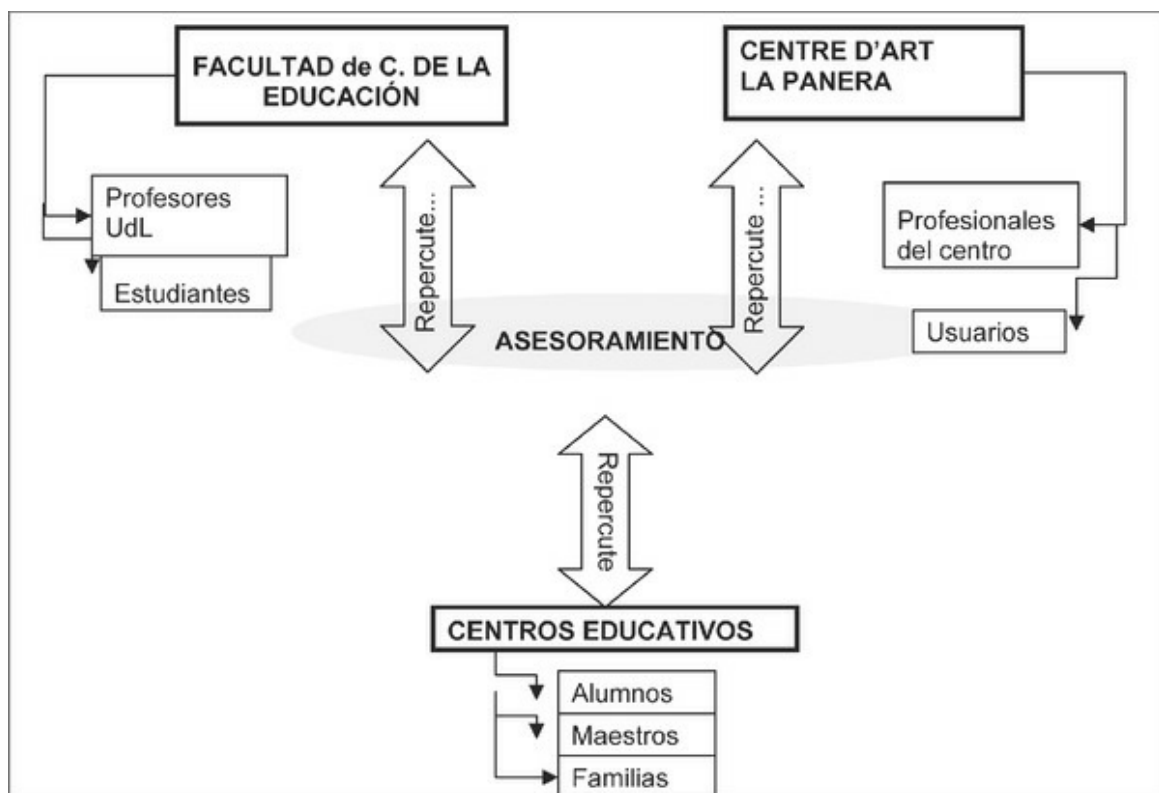 FACULTAD de C. DE LA
EDUCACIÓN
CENTRE D'ART
LA PANERA
Profesores
UdL
Estudiantes
Repercute...
Repercute ...
Profesionales
del centro
Usuarios
ASESORAMIENTO
Repercute
CENTROS EDUCATIVOS
Alumnos
Maestros
Familias